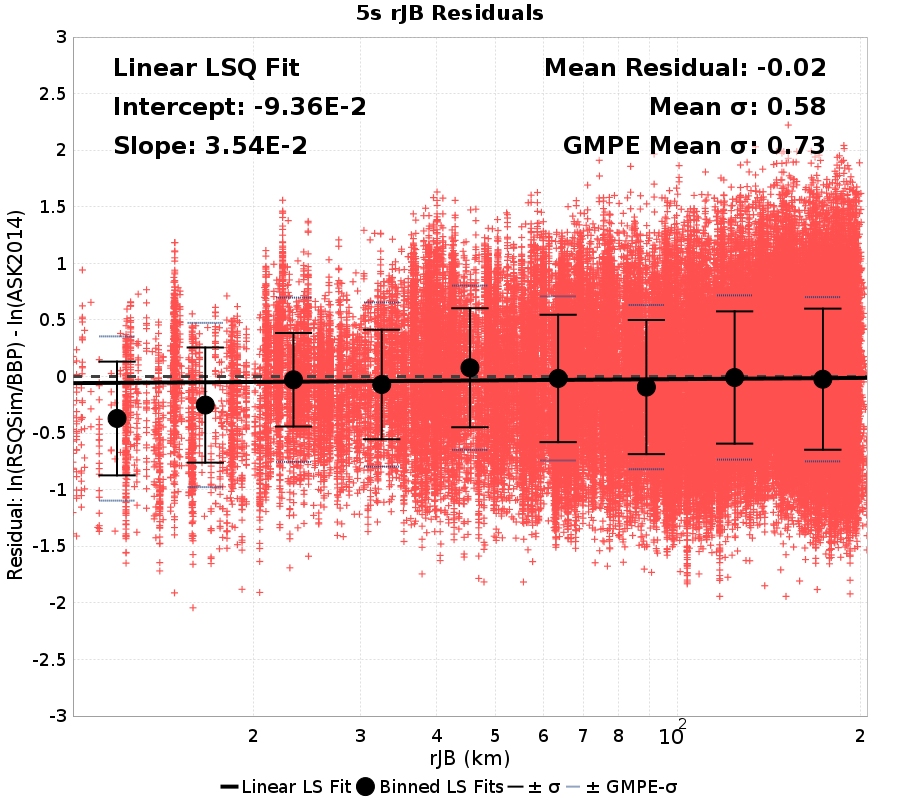 5s rJB Residuals
Linear LSQ Fit
Intercept: -9.36E-2
Slope: 3.54E-2
Mean Residual: -0.02
Mean σ: 0.58
GMPE Mean σ: 0.73
Residual: ln(RSQSim/BBP) - ln(ASK2014)
3
2.5
2
1.5
1
0.5
0
-0.5
-1
-1.5
-2
-2.5
-3
2 3 4 5 6 7 8 10² 2
rJB (km)
Linear LS Fit Binned LS Fits ± σ ± GMPE-σ